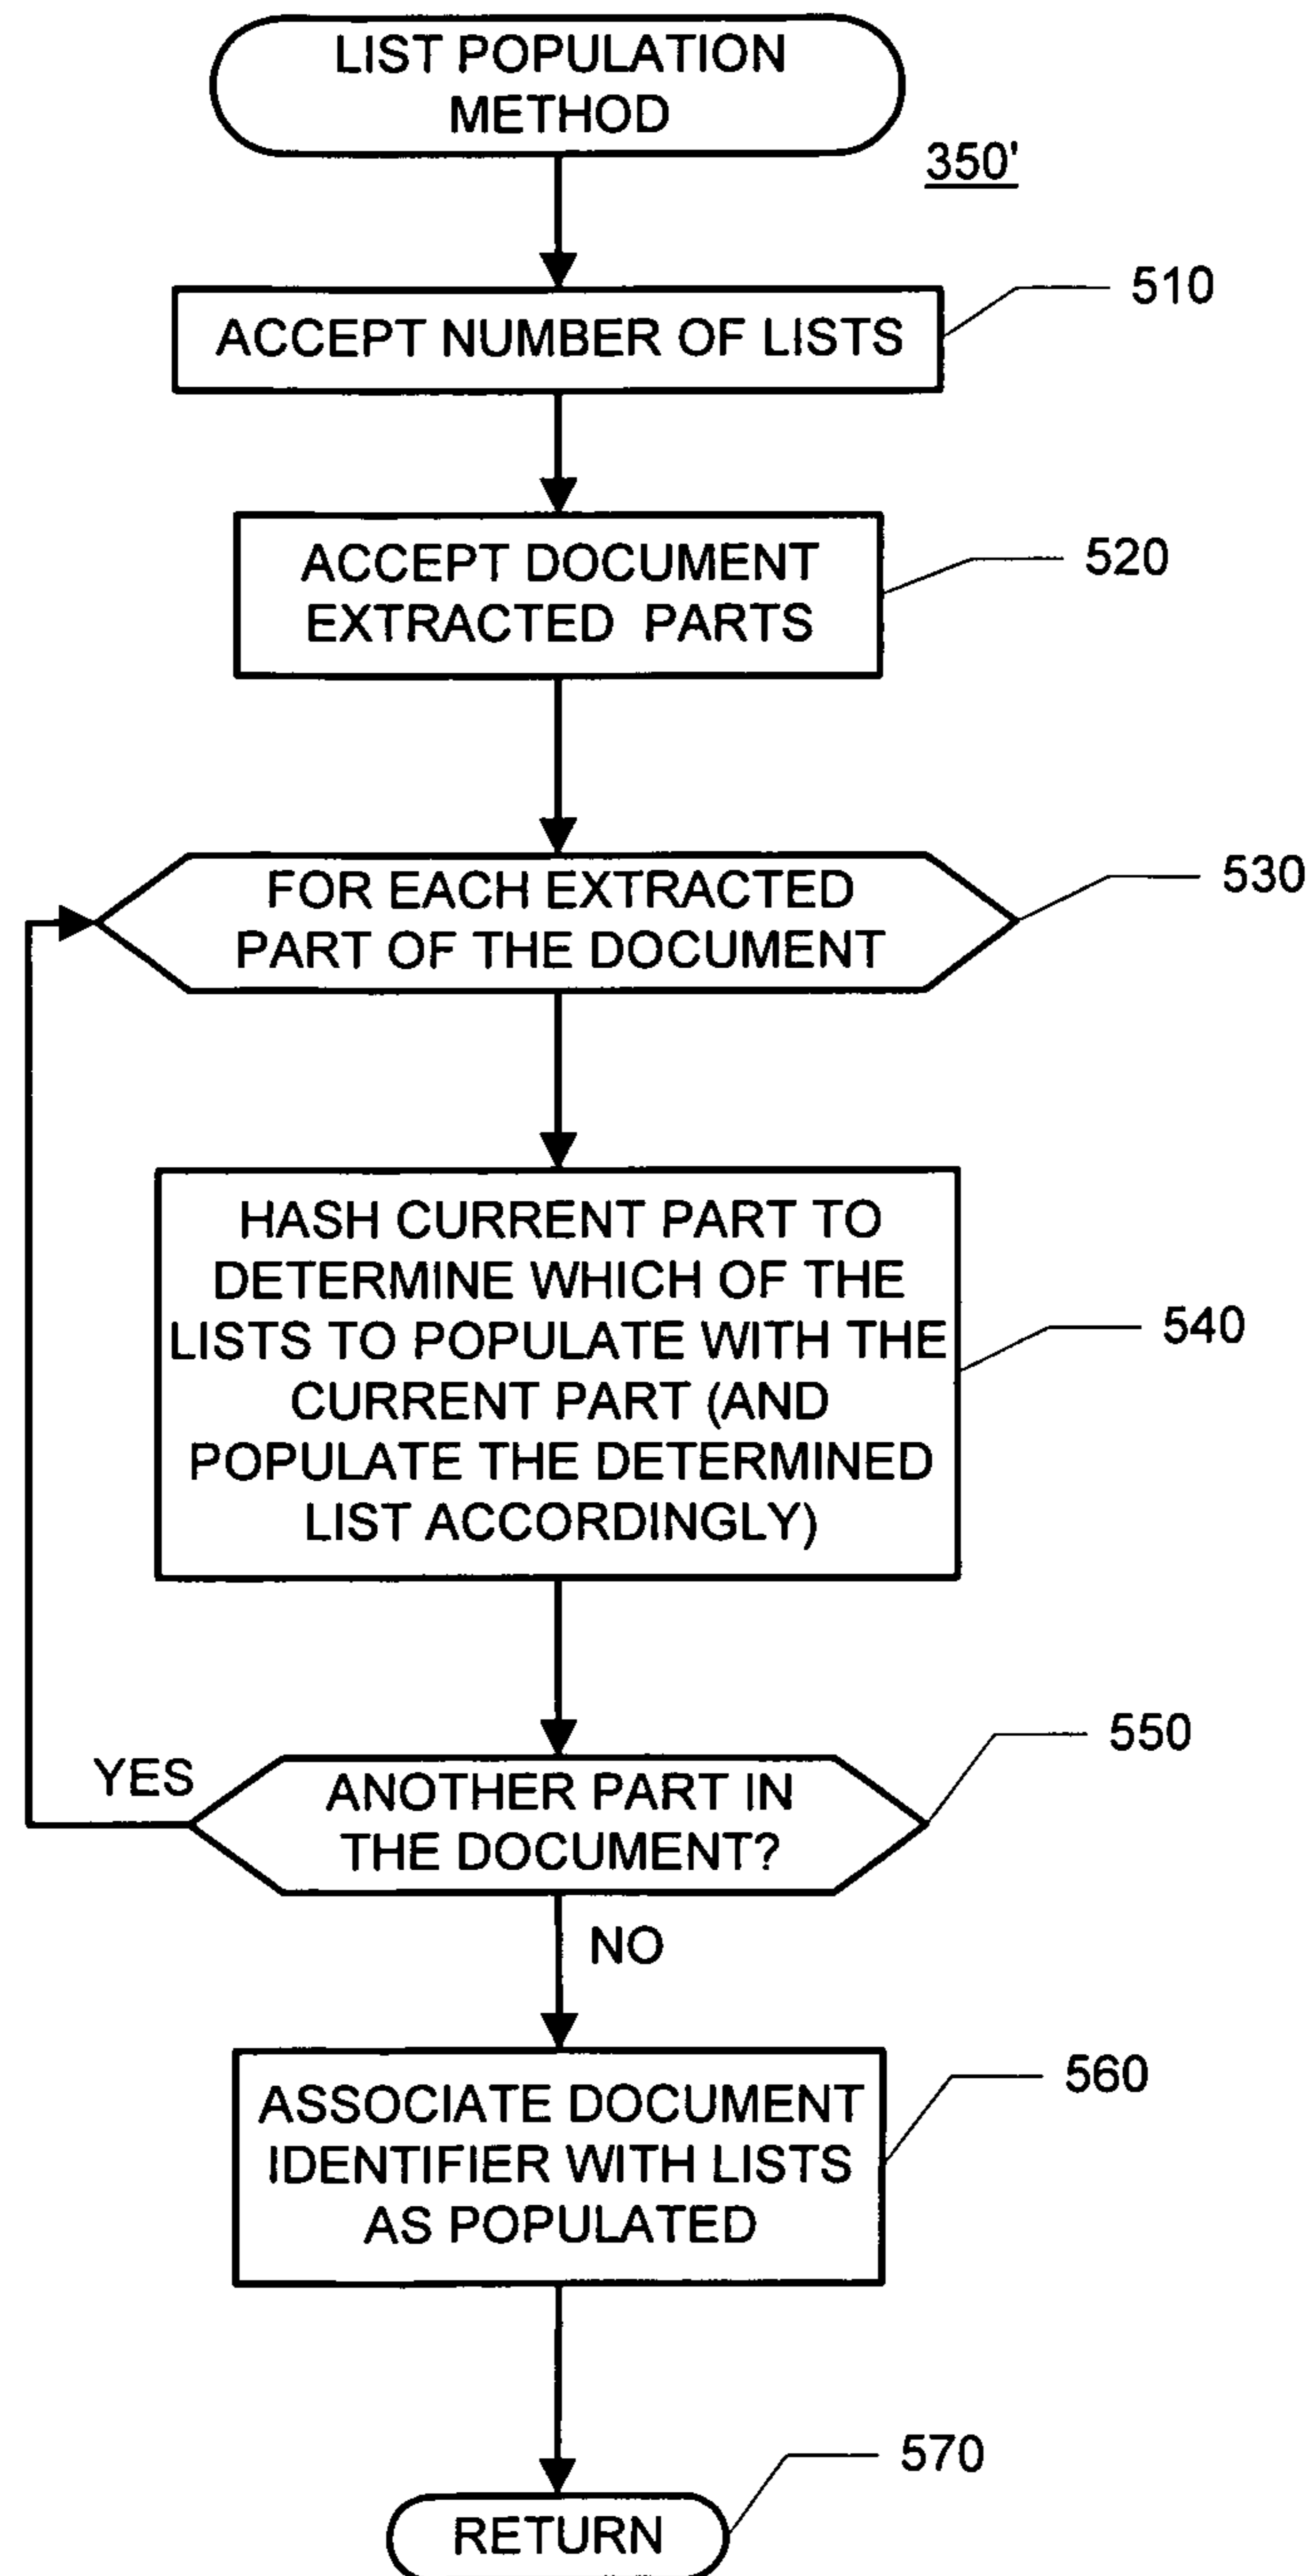 LIST POPULATION
METHOD
350'
ACCEPT NUMBER OF LISTS
510
ACCEPT DOCUMENT
EXTRACTED PARTS
520
FOR EACH EXTRACTED
PART OF THE DOCUMENT
530
HASH CURRENT PART TO
DETERMINE WHICH OF THE
LISTS TO POPULATE WITH THE
CURRENT PART (AND
POPULATE THE DETERMINED
LIST ACCORDINGLY)
540
YES
ANOTHER PART IN
THE DOCUMENT?
550
NO
ASSOCIATE DOCUMENT
IDENTIFIER WITH LISTS
AS POPULATED
560
RETURN
570